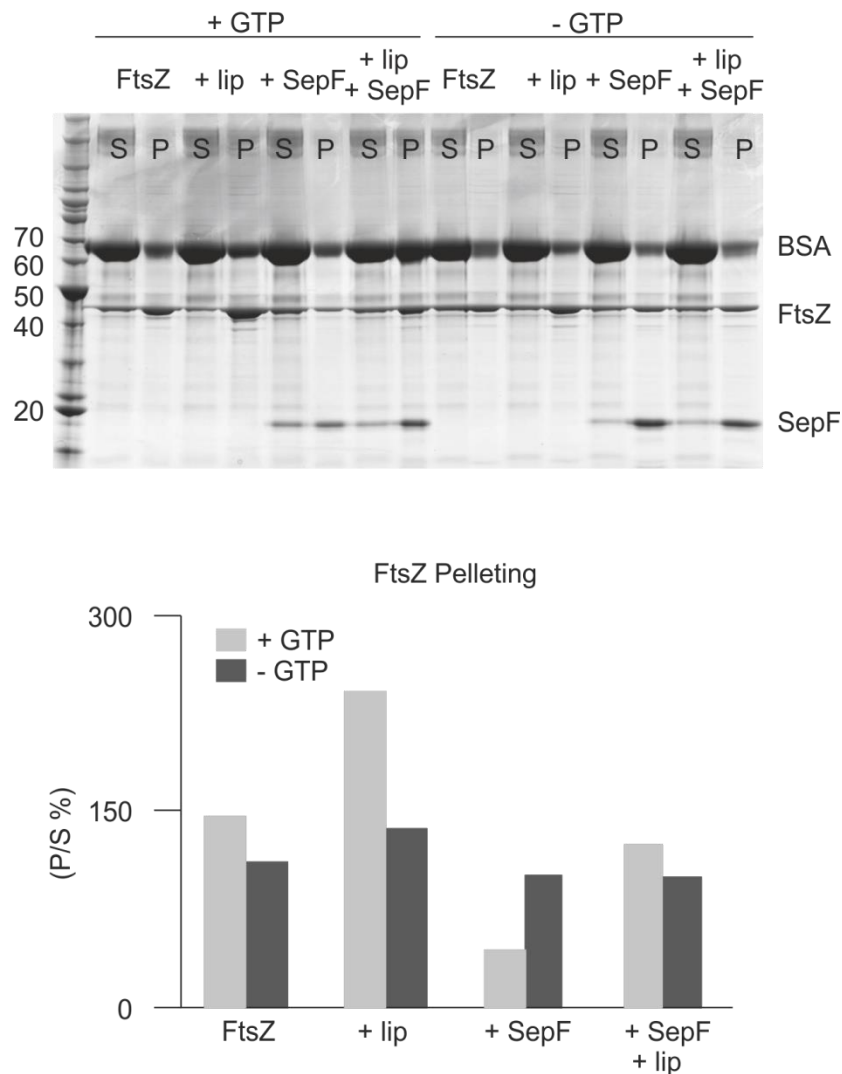 + GTP - GTP
+ lip + lip
FtsZ + lip + SepF + SepF FtsZ + lip + SepF + SepF
S P S P S P S P S P S P S P S P
70 BSA
60
50 FtsZ
40
20 SepF
FtsZ Pelleting
300
+ GTP
- GTP
150
(P/S %)
0
FtsZ + lip + SepF + SepF
+ lip